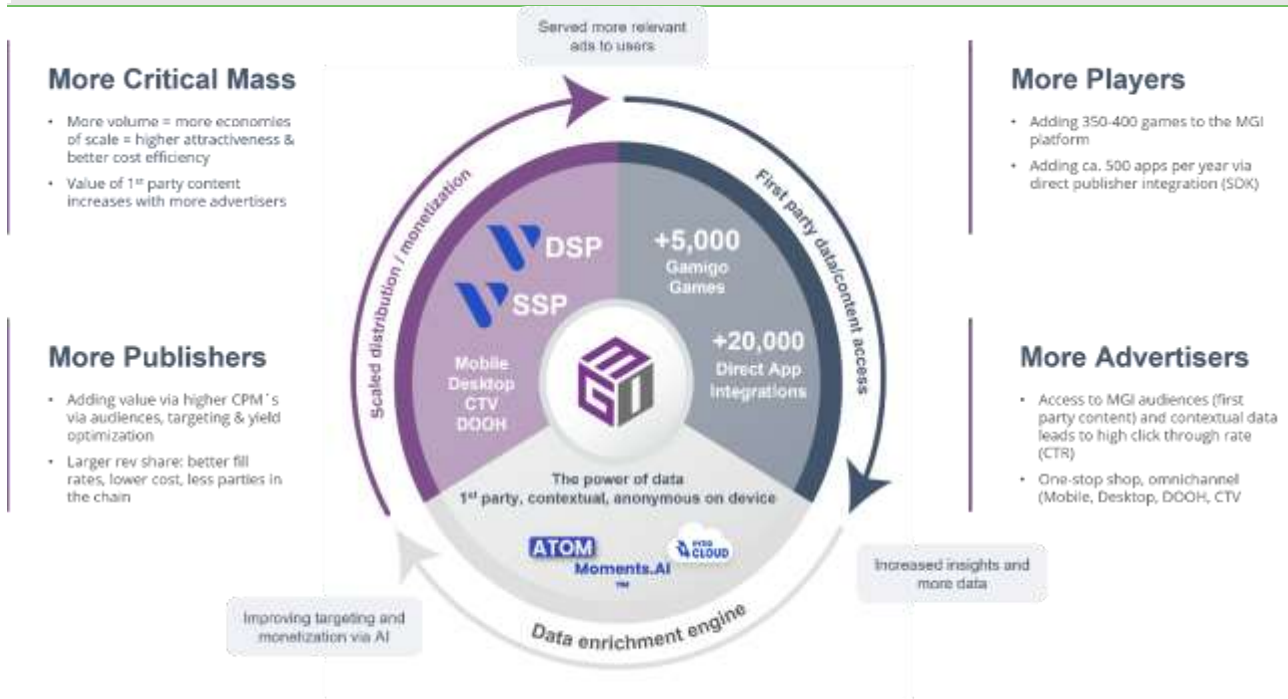 Served more relevant
ads to users
More Critical Mass
• More volume = more economies
of scale = higher attractiveness &
better cost efficiency
• Value of 1st party content
increases with more advertisers
More Players
• Adding 350-400 games to the MGI
platform
• Adding ca. 500 apps per year via
direct publisher integration (SDK)
Scaled distribution / monetization
First party data/content access
DSP
SSP
Mobile
Desktop
CTV
DOOH
+5,000
Gamigo
Games
+20,000
Direct App
Integrations
MGI
More Publishers
• Adding value via higher CPM´s
via audiences, targeting & yield
optimization
• Larger rev share: better fill
rates, lower cost, less parties in
the chain
More Advertisers
• Access to MGI audiences (first
party content) and contextual data
leads to high click through rate
(CTR)
• One-stop shop, omnichannel
(Mobile, Desktop, DOOH, CTV
The power of data
1st party, contextual, anonymous on device
ATOM
CLOUD
Moments.AI
™
Increased insights and
more data
Improving targeting and
monetization via AI
Data enrichment engine